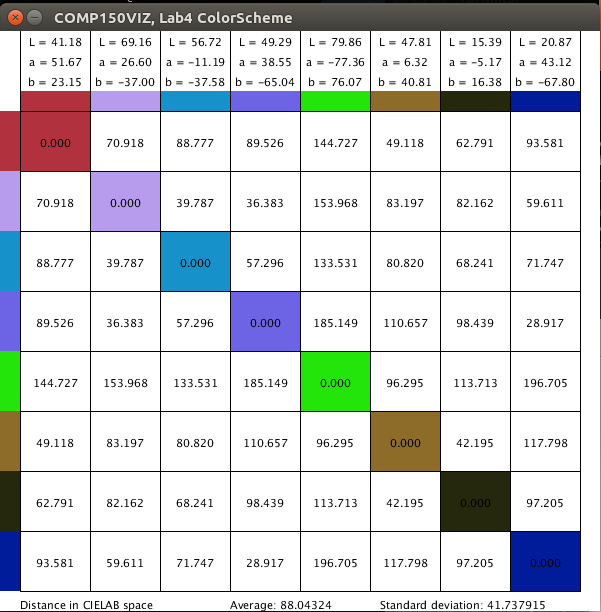 COMP150VIZ, Lab4 ColorScheme
L = 41.18 L = 69.16 L = 56.72 L = 49.29 L = 79.86 L = 47.81 L = 15.39 L = 20.87
a = 51.67 a = 26.60 a = −11.19 a = 38.55 a = −77.36 a = 6.32 a = −5.17 a = 43.12
b = 23.15 b = −37.00 b = −37.58 b = −65.04 b = 76.07 b = 40.81 b = 16.38 b = −67.80
0.000 70.918 88.777 89.526 144.727 49.118 62.791 93.581
70.918 0.000 39.787 36.383 153.968 83.197 82.162 59.611
88.777 39.787 0.000 57.296 133.531 80.820 68.241 71.747
89.526 36.383 57.296 0.000 185.149 110.657 98.439 28.917
144.727 153.968 133.531 185.149 0.000 96.295 113.713 196.705
49.118 83.197 80.820 110.657 96.295 0.000 42.195 117.798
62.791 82.162 68.241 98.439 113.713 42.195 0.000 97.205
93.581 59.611 71.747 28.917 196.705 117.798 97.205 0.000
Distance in CIELAB space Average: 88.04324 Standard deviation: 41.737915